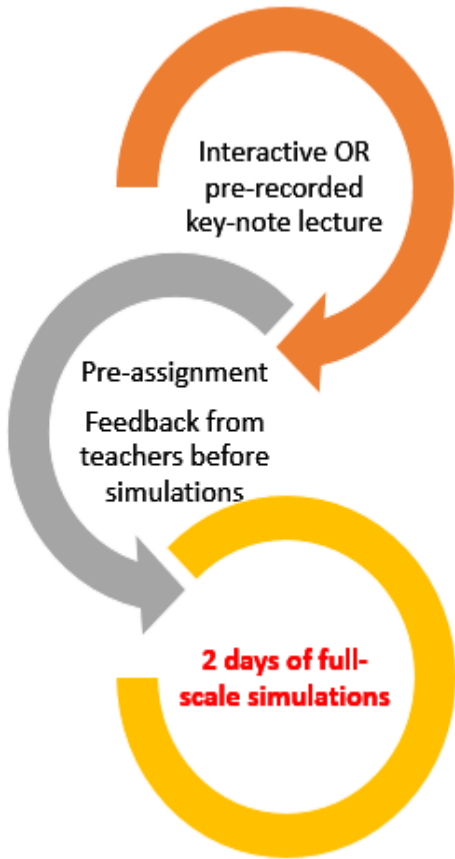 Interactive OR
pre-recorded
key-note lecture
Pre-assignment
Feedback from
teachers before
simulations
2 days of full-
scale simulations